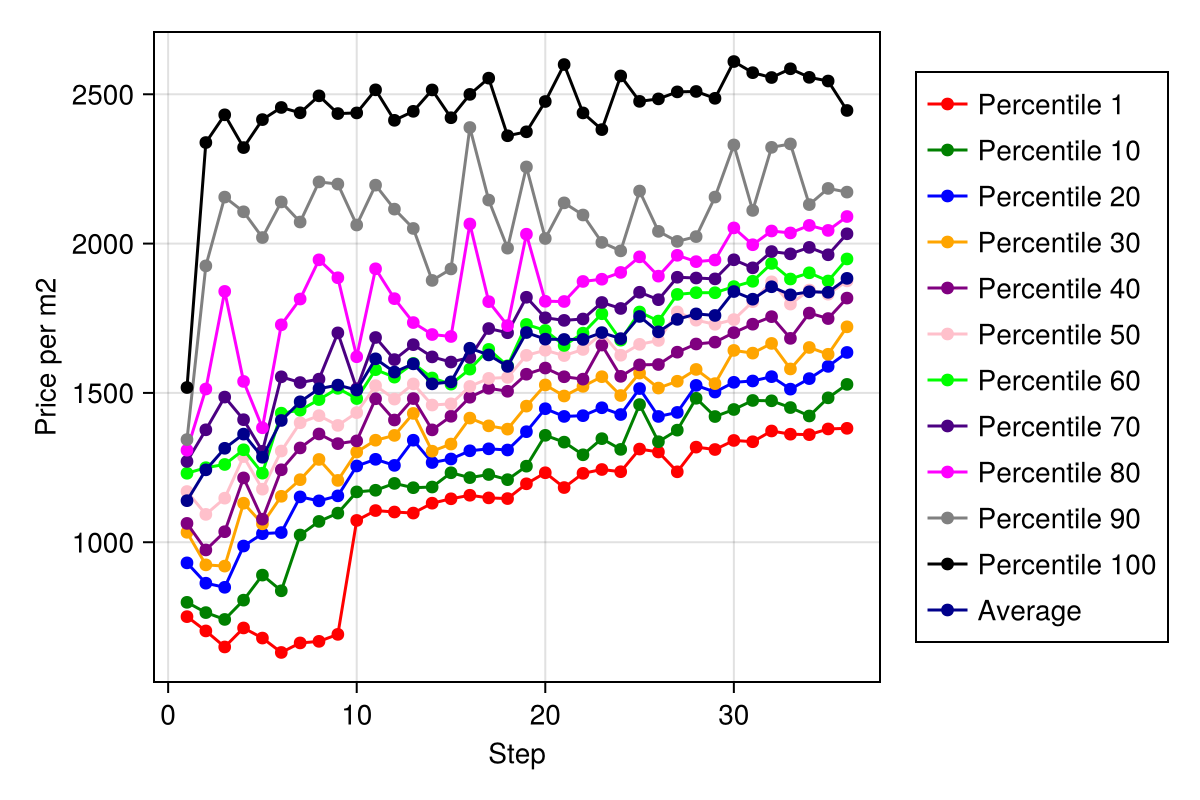 2500
2000
1500
1000
Price per m2
0 10 20 30
Step
Percentile 1
Percentile 10
Percentile 20
Percentile 30
Percentile 40
Percentile 50
Percentile 60
Percentile 70
Percentile 80
Percentile 90
Percentile 100
Average